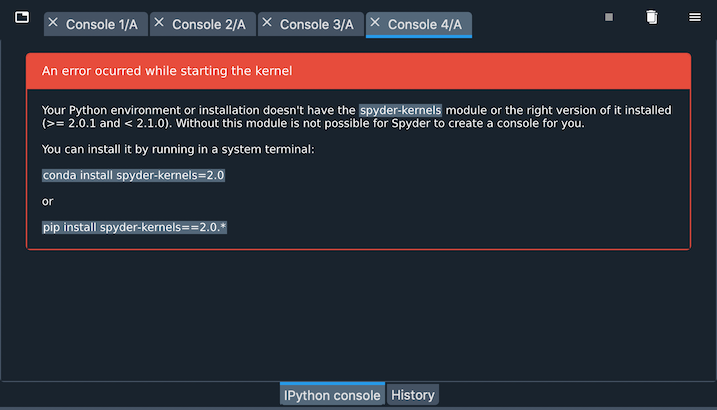 Console 1/A Console 2/A Console 3/A Console 4/A
An error ocurred while starting the kernel
Your Python environment or installation doesn't have the spyder-kernels module or the right version of it installed
(>= 2.0.1 and < 2.1.0). Without this module is not possible for Spyder to create a console for you.
You can install it by running in a system terminal:
conda install spyder-kernels=2.0
or
pip install spyder-kernels==2.0.*
IPython console History